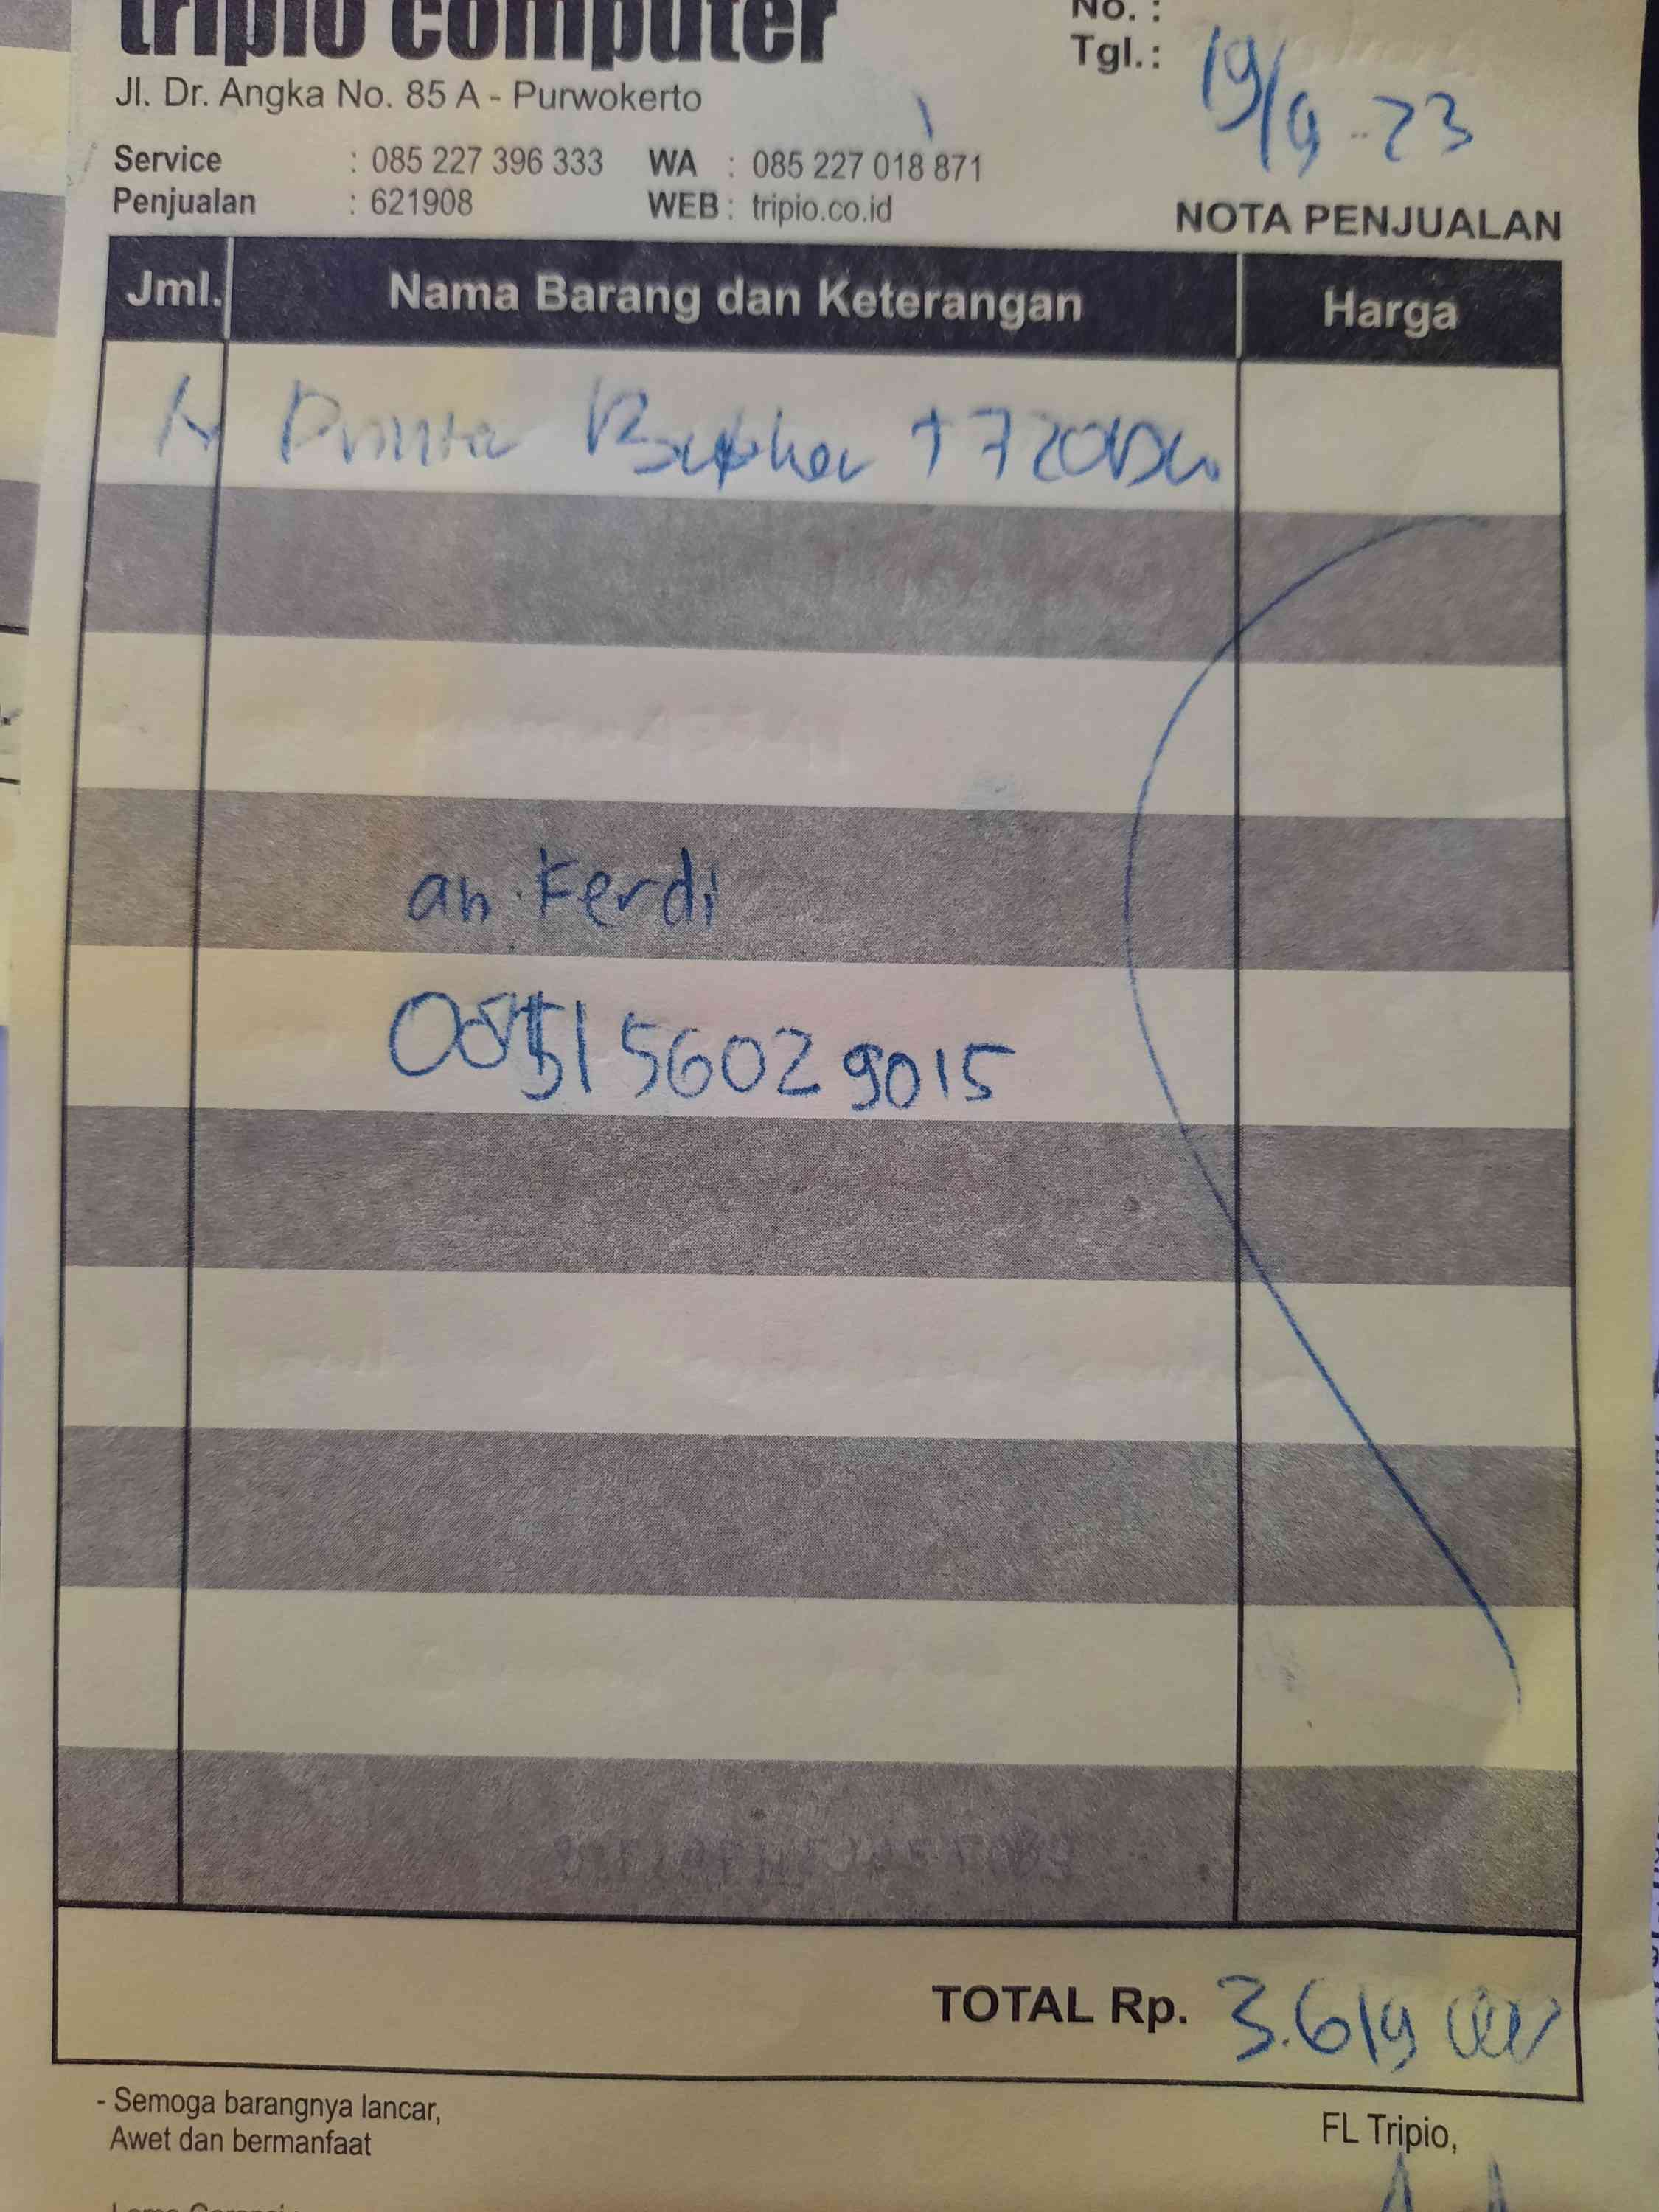 tripio computer
No. :
Tgl. : 19/9-23
Jl. Dr. Angka No. 85 A - Purwokerto
Service : 085 227 396 333 WA : 085 227 018 871
Penjualan : 621908 WEB : tripio.co.id
NOTA PENJUALAN
Jml. Nama Barang dan Keterangan Harga
T720DW
an. Ferdi
TOTAL Rp. 3.619
- Semoga barangnya lancar,
Awet dan bermanfaat
FL Tripio,